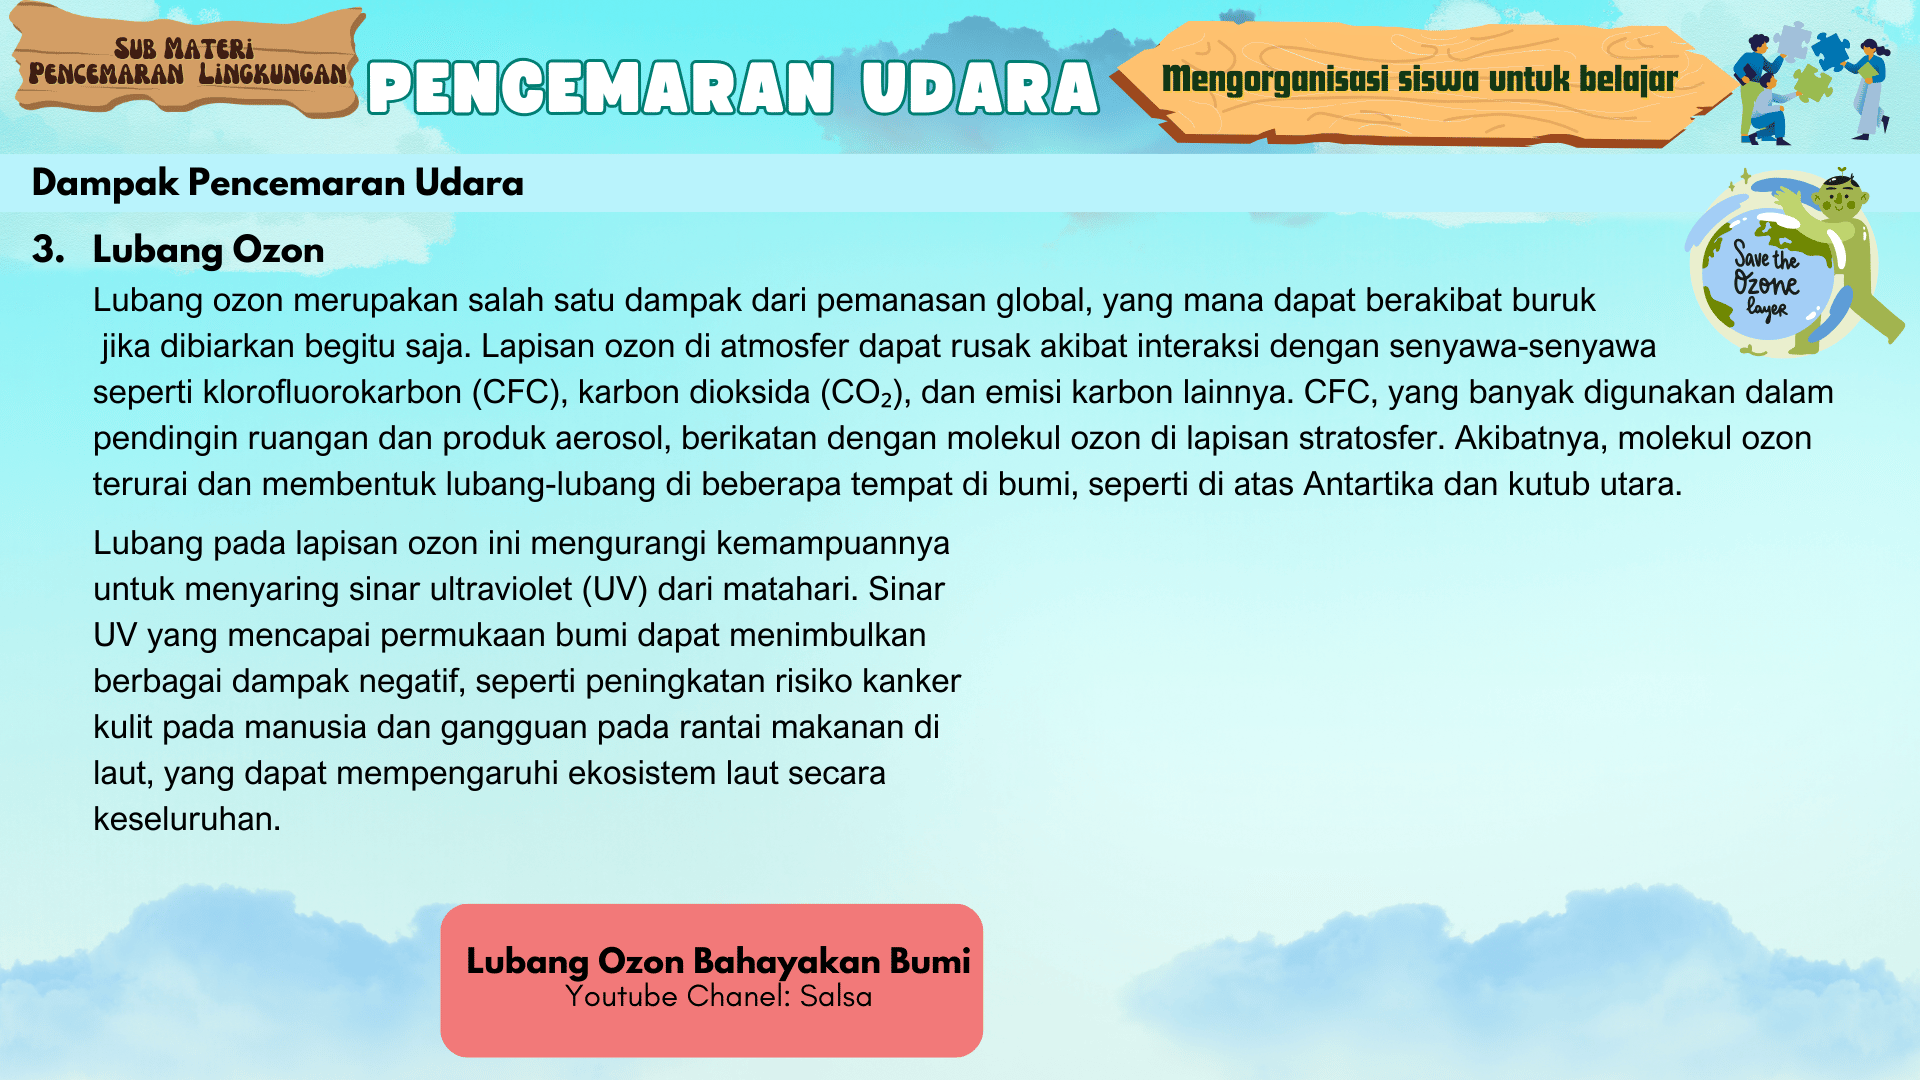 SUB MATERI
PENCEMARAN LINGKUNGAN
PENCEMARAN UDARA
Mengorganisasi siswa untuk belajar
Dampak Pencemaran Udara
3. Lubang Ozon
Lubang ozon merupakan salah satu dampak dari pemanasan global, yang mana dapat berakibat buruk
jika dibiarkan begitu saja. Lapisan ozon di atmosfer dapat rusak akibat interaksi dengan senyawa-senyawa
seperti klorofluorokarbon (CFC), karbon dioksida (CO₂), dan emisi karbon lainnya. CFC, yang banyak digunakan dalam
pendingin ruangan dan produk aerosol, berikatan dengan molekul ozon di lapisan stratosfer. Akibatnya, molekul ozon
terurai dan membentuk lubang-lubang di beberapa tempat di bumi, seperti di atas Antartika dan kutub utara.
Save the
Ozone
layer
Lubang pada lapisan ozon ini mengurangi kemampuannya
untuk menyaring sinar ultraviolet (UV) dari matahari. Sinar
UV yang mencapai permukaan bumi dapat menimbulkan
berbagai dampak negatif, seperti peningkatan risiko kanker
kulit pada manusia dan gangguan pada rantai makanan di
laut, yang dapat mempengaruhi ekosistem laut secara
keseluruhan.
Lubang Ozon Bahayakan Bumi
Youtube Chanel: Salsa